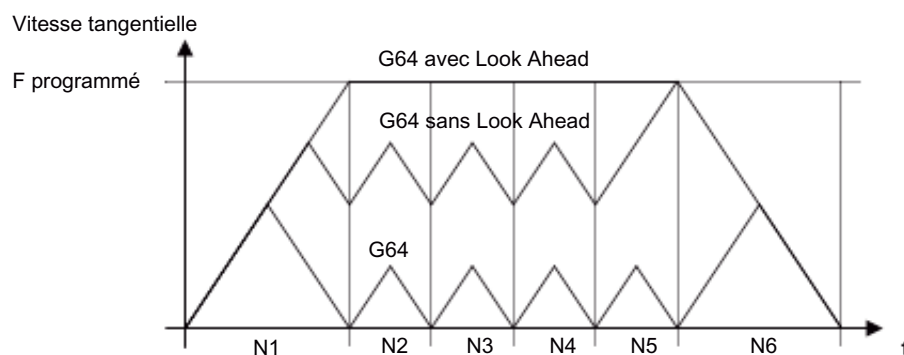 Vitesse tangentielle
G64 avec Look Ahead
F programmé
G64 sans Look Ahead
G64
N1 N2 N3 N4 N5 N6
t